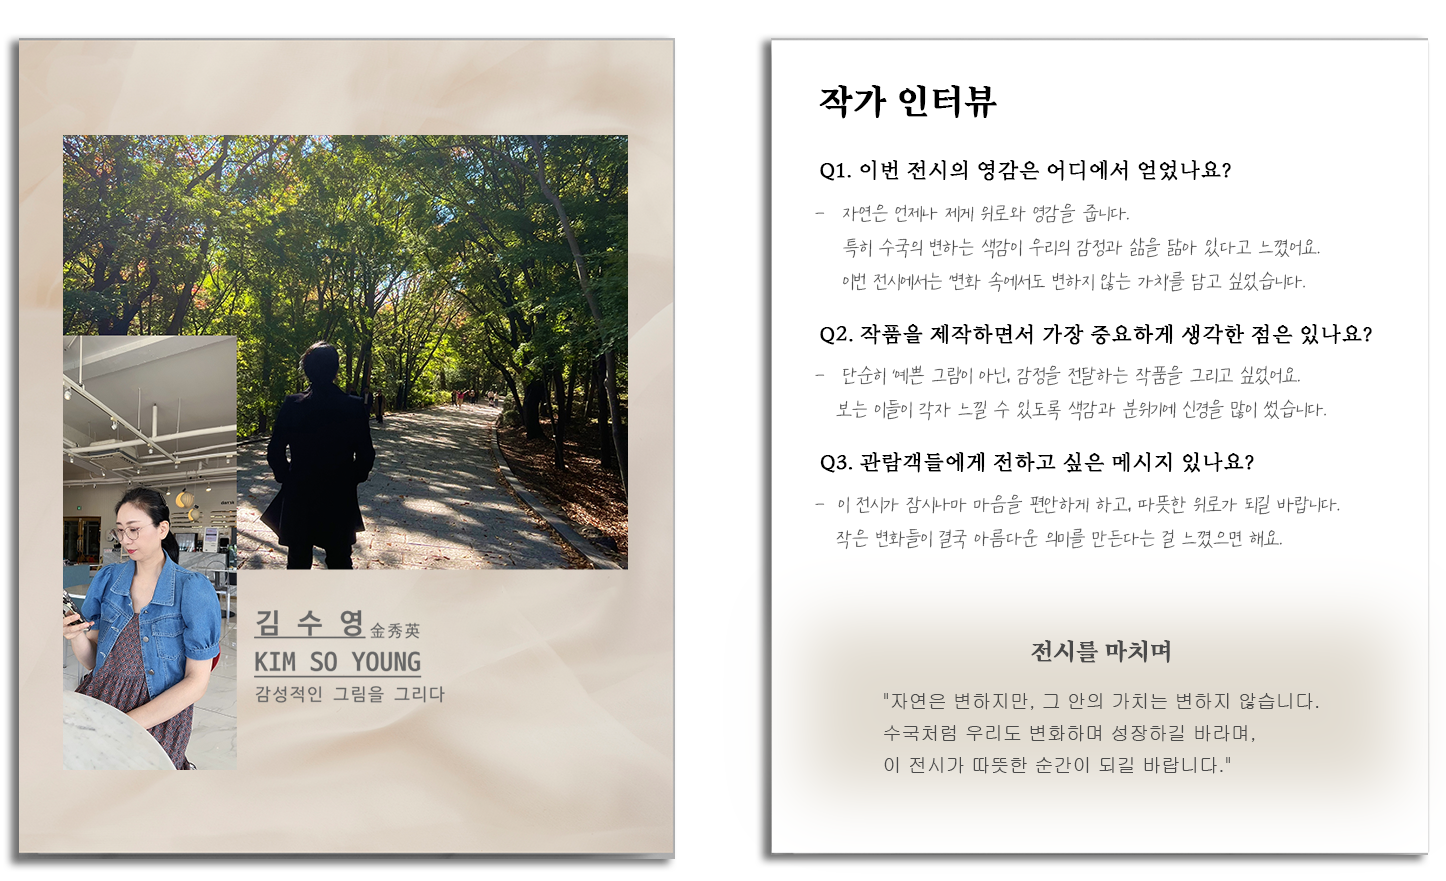 김 수 영 金秀英
KIM SO YOUNG
감성적인 그림을 그리다
작가 인터뷰
Q1. 이번 전시의 영감은 어디에서 얻었나요?
- 자연은 언제나 제게 위로와 영감을 줍니다.
특히 수국의 변하는 색감이 우리의 감정과 삶을 닮아 있다고 느꼈어요.
이번 전시에서는 '변화 속에서도 변하지 않는 가치'를 담고 싶었습니다.
Q2. 작품을 제작하면서 가장 중요하게 생각한 점은 있나요?
- 단순히 '예쁜 그림'이 아닌, 감정을 전달하는 작품을 그리고 싶었어요.
보는 이들이 각자 느낄 수 있도록 색감과 분위기에 신경을 많이 썼습니다.
Q3. 관람객들에게 전하고 싶은 메시지 있나요?
- 이 전시가 잠시나마 마음을 편안하게 하고, 따뜻한 위로가 되길 바랍니다.
작은 변화들이 결국 아름다운 의미를 만든다는 걸 느꼈으면 해요.
전시를 마치며
"자연은 변하지만, 그 안의 가치는 변하지 않습니다.
수국처럼 우리도 변화하며 성장하길 바라며,
이 전시가 따뜻한 순간이 되길 바랍니다."